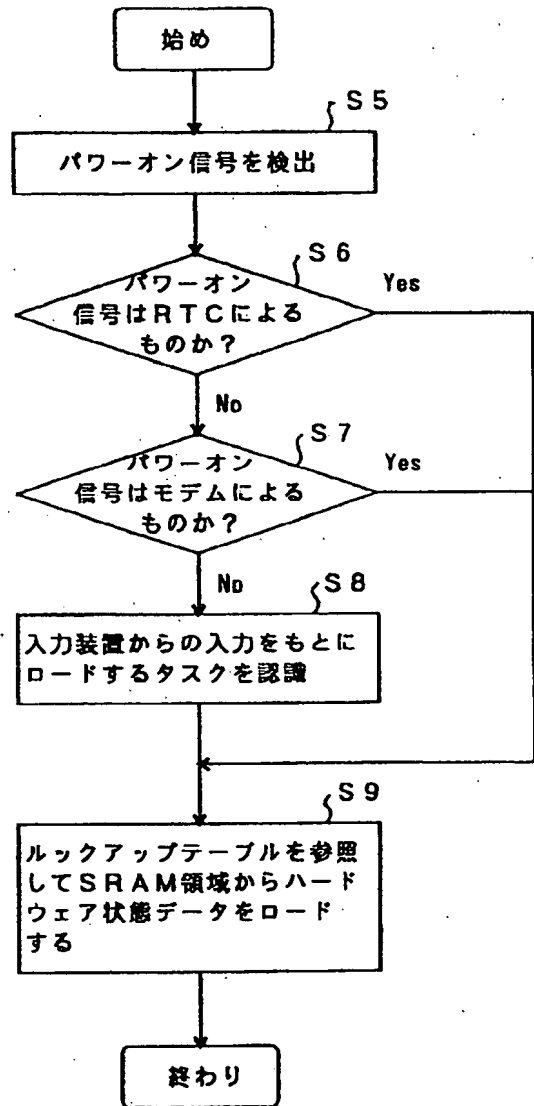 始め
S5
パワーオン信号を検出
S6
パワーオン
信号はRTCによる
ものか?
Yes
No
S7
パワーオン
信号はモデムによる
ものか?
Yes
No
S8
入力装置からの入力をもとに
ロードするタスクを認識
S9
ルックアップテーブルを参照
してSRAM領域からハード
ウェア状態データをロード
する
終わり